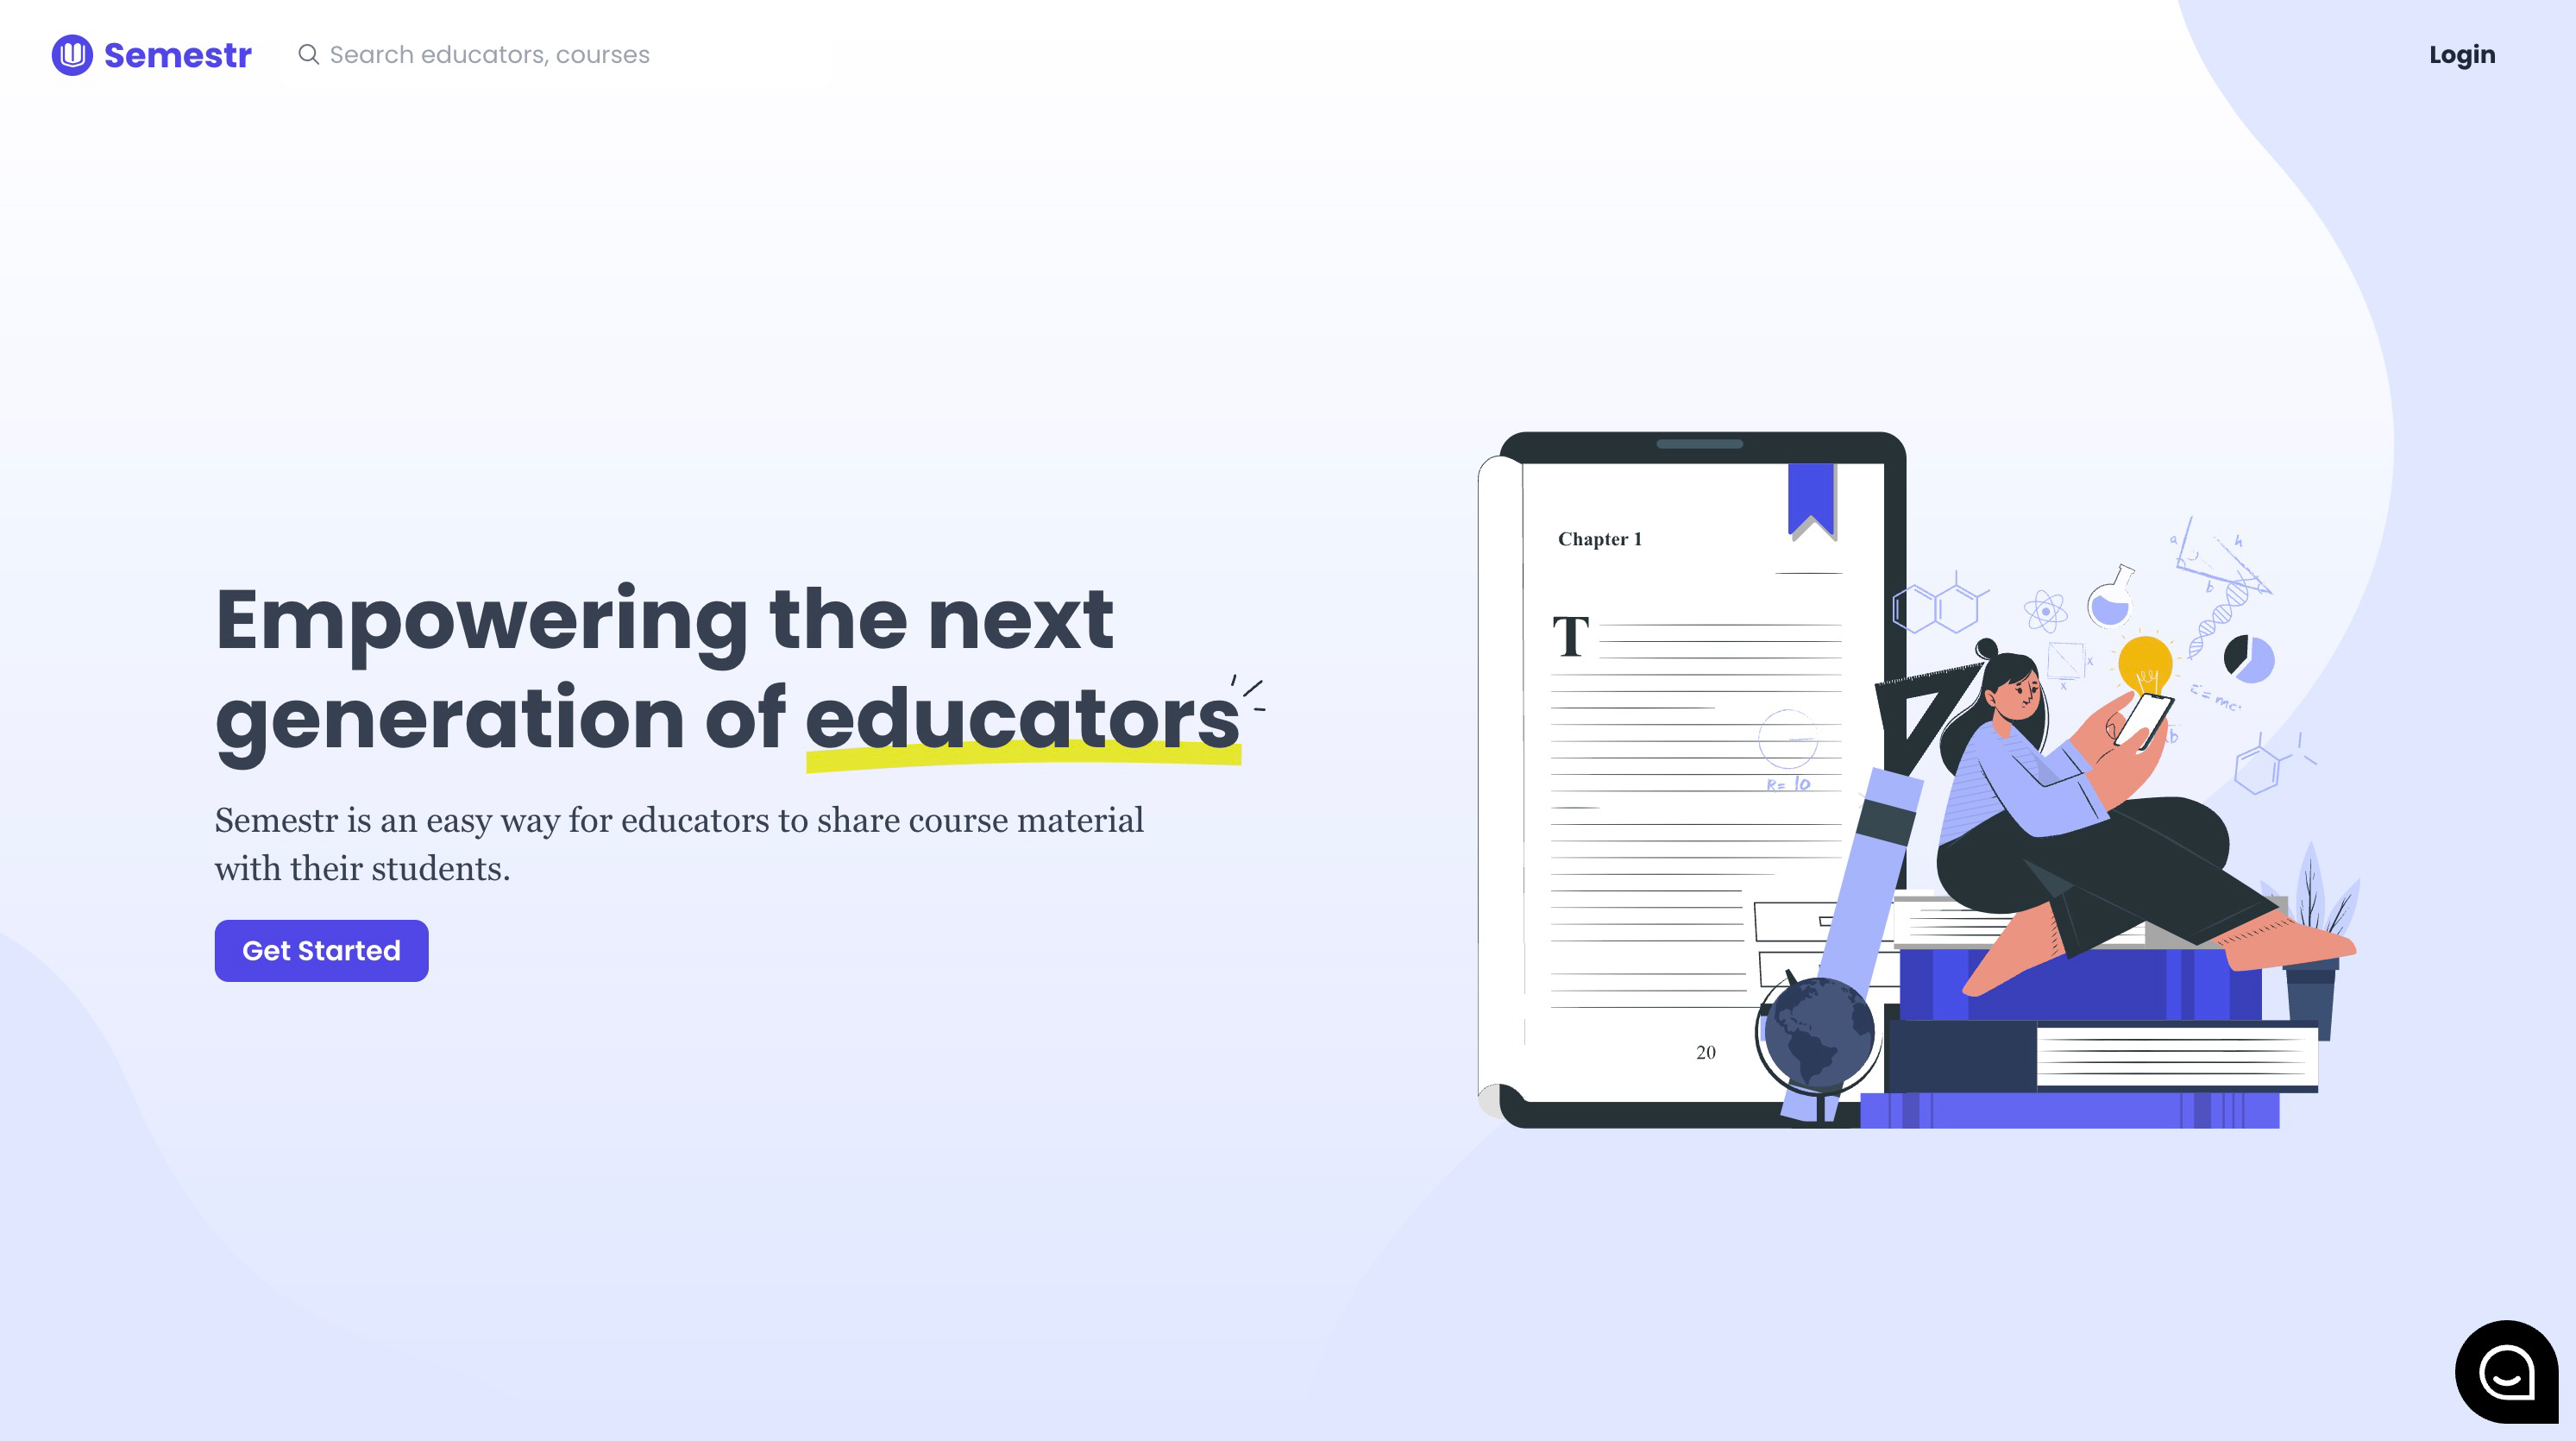 Semestr
Search educators, courses
Login
Empowering the next
generation of educators
Semestr is an easy way for educators to share course material
with their students.
Get Started
Chapter 1
T
R= 10
20
a
h
b
x
x